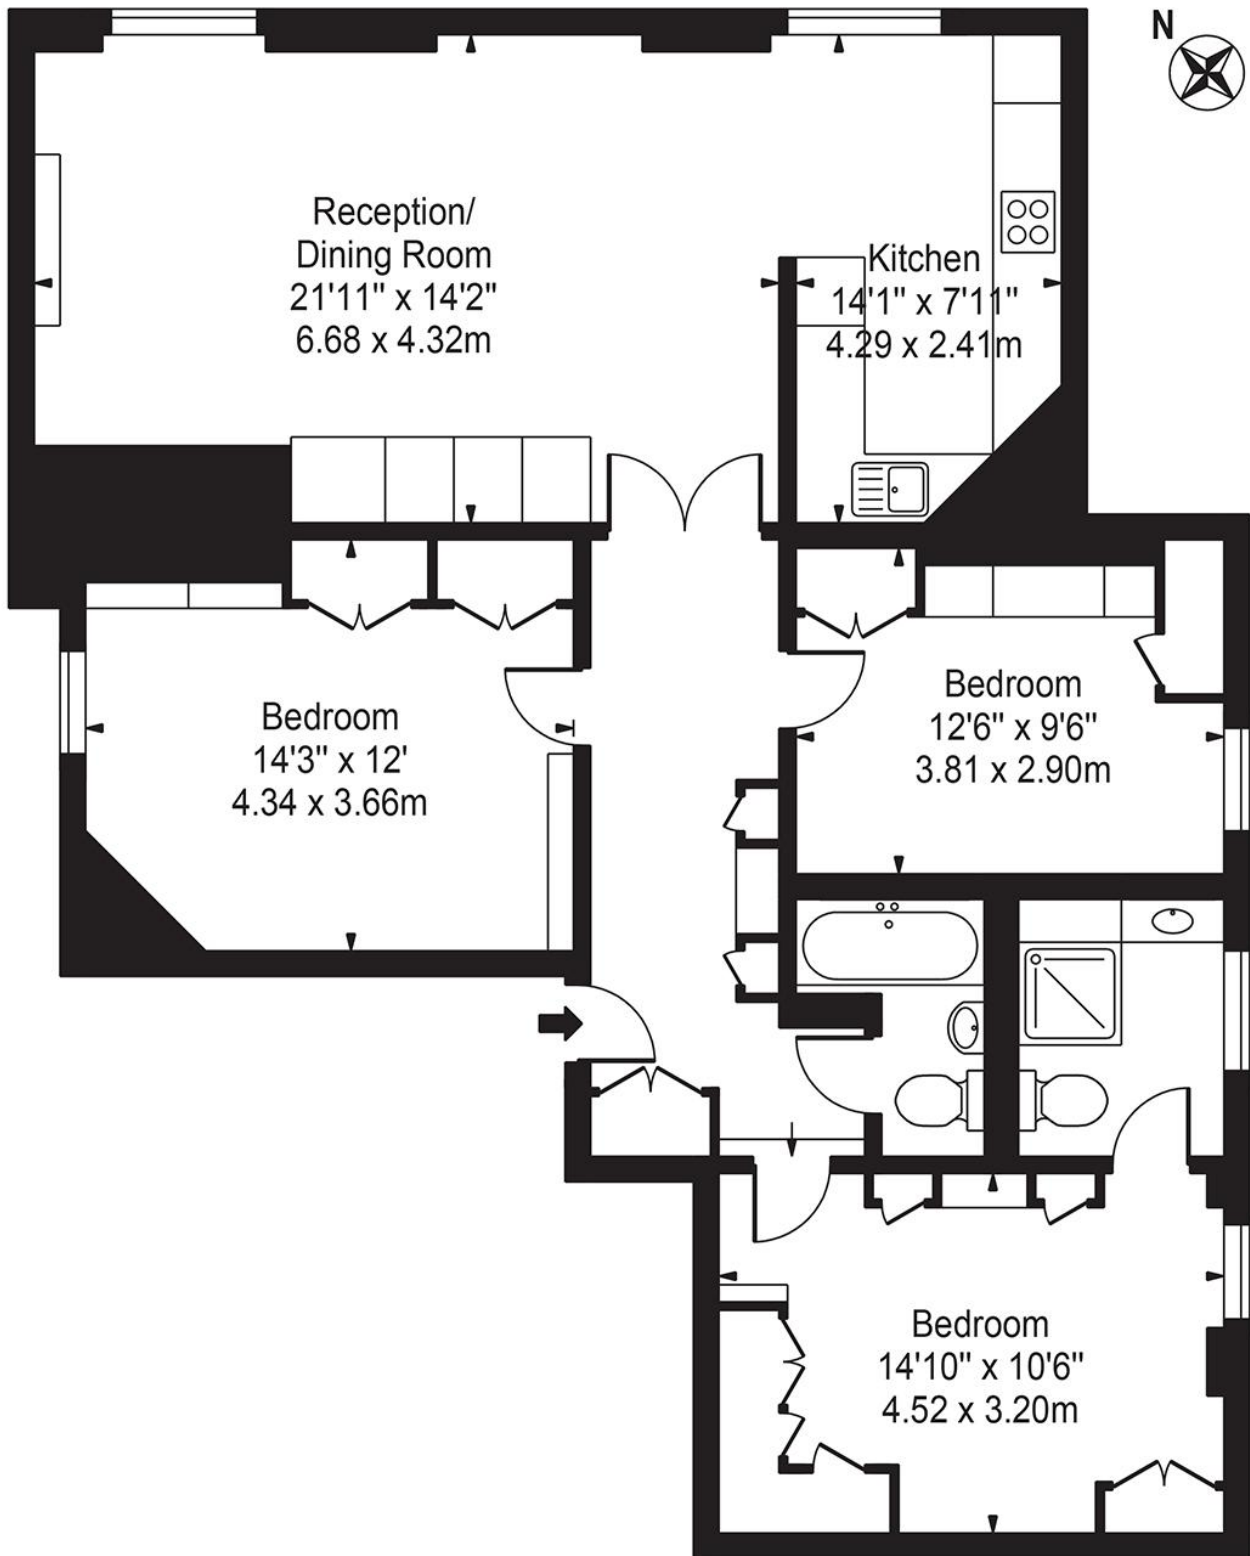 N
Reception/
Dining Room
21'11" x 14'2"
6.68 x 4.32m
Kitchen
14'1" x 7'11"
4.29 x 2.41m
Bedroom
14'3" x 12'
4.34 x 3.66m
Bedroom
12'6" x 9'6"
3.81 x 2.90m
Bedroom
14'10" x 10'6"
4.52 x 3.20m